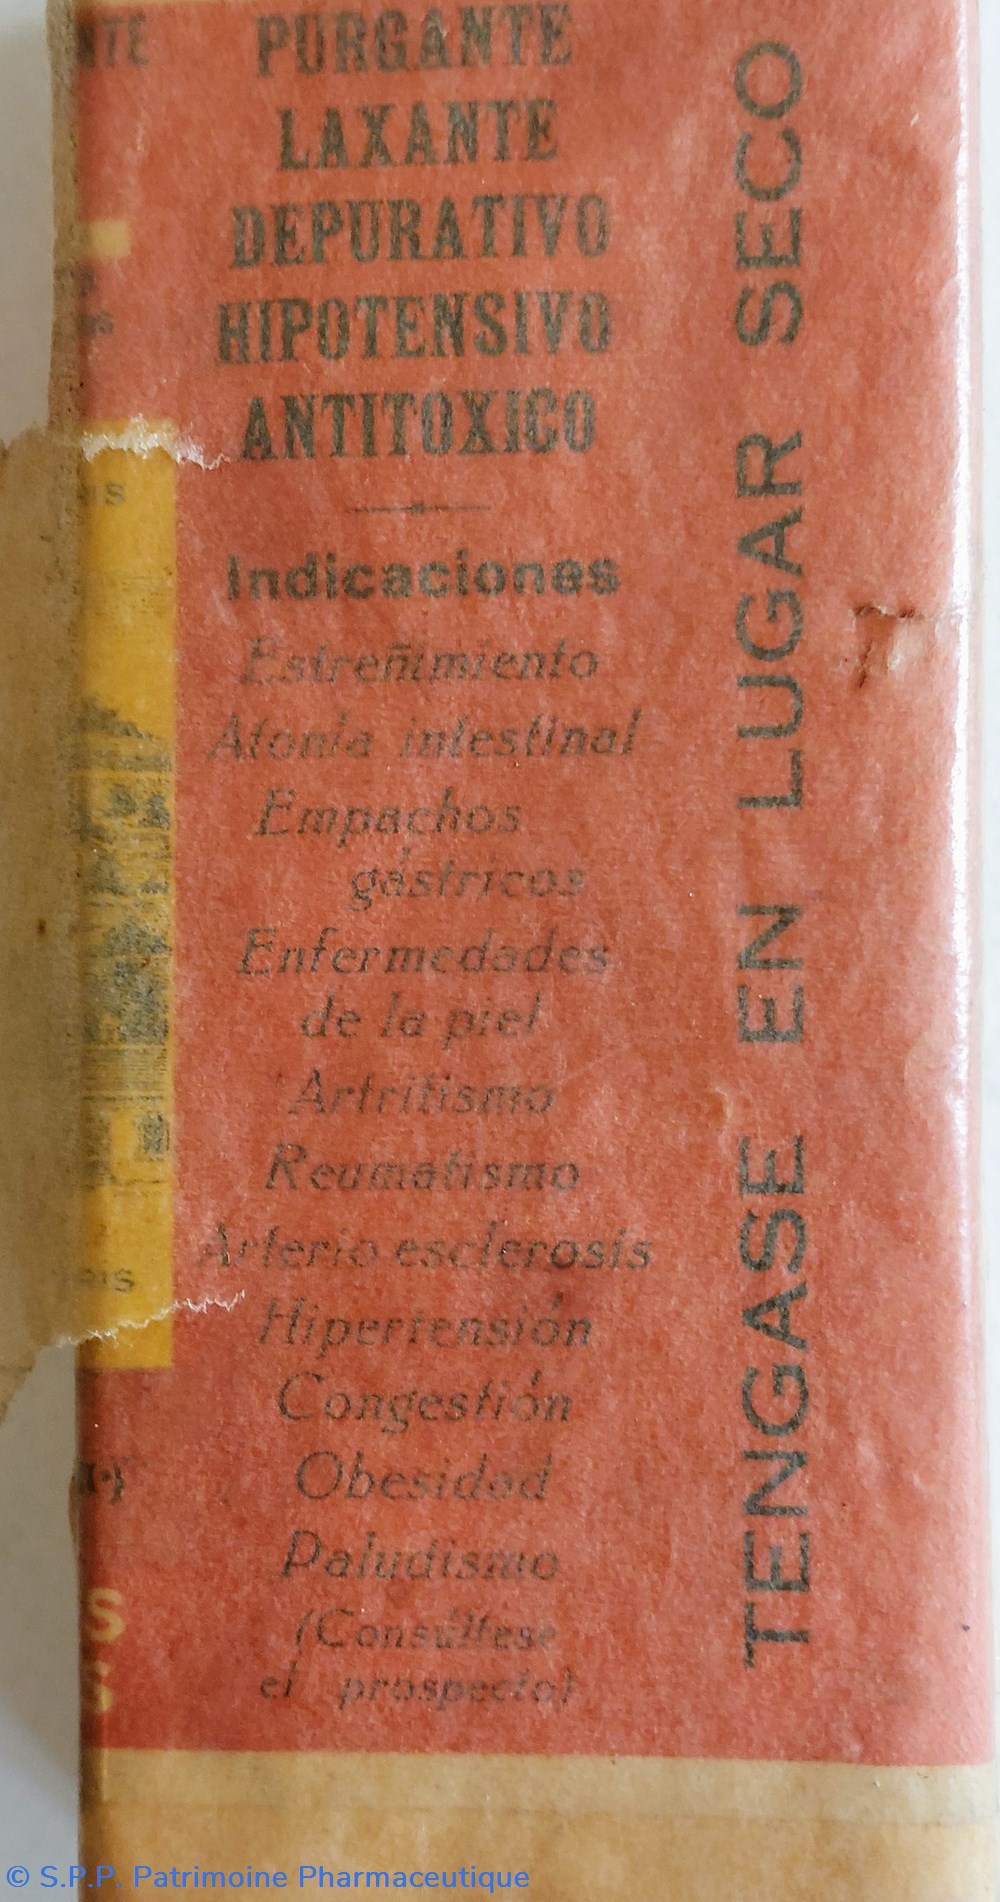 PURGANTE
LAXANTE
DEPURATIVO
HIPOTENSIVO
ANTITOXICO
Indicaciones
Estreñimiento
Atonía intestinal
Empachos
gástricos
Enfermedades
de la piel
Artritismo
Reumatismo
Arterio esclerosis
Hipertensión
Congestión
Obesidad
Paludismo
(Consúltese
el prospecto)
TENGASE EN LUGAR SECO
© S.P.P. Patrimoine Pharmaceutique